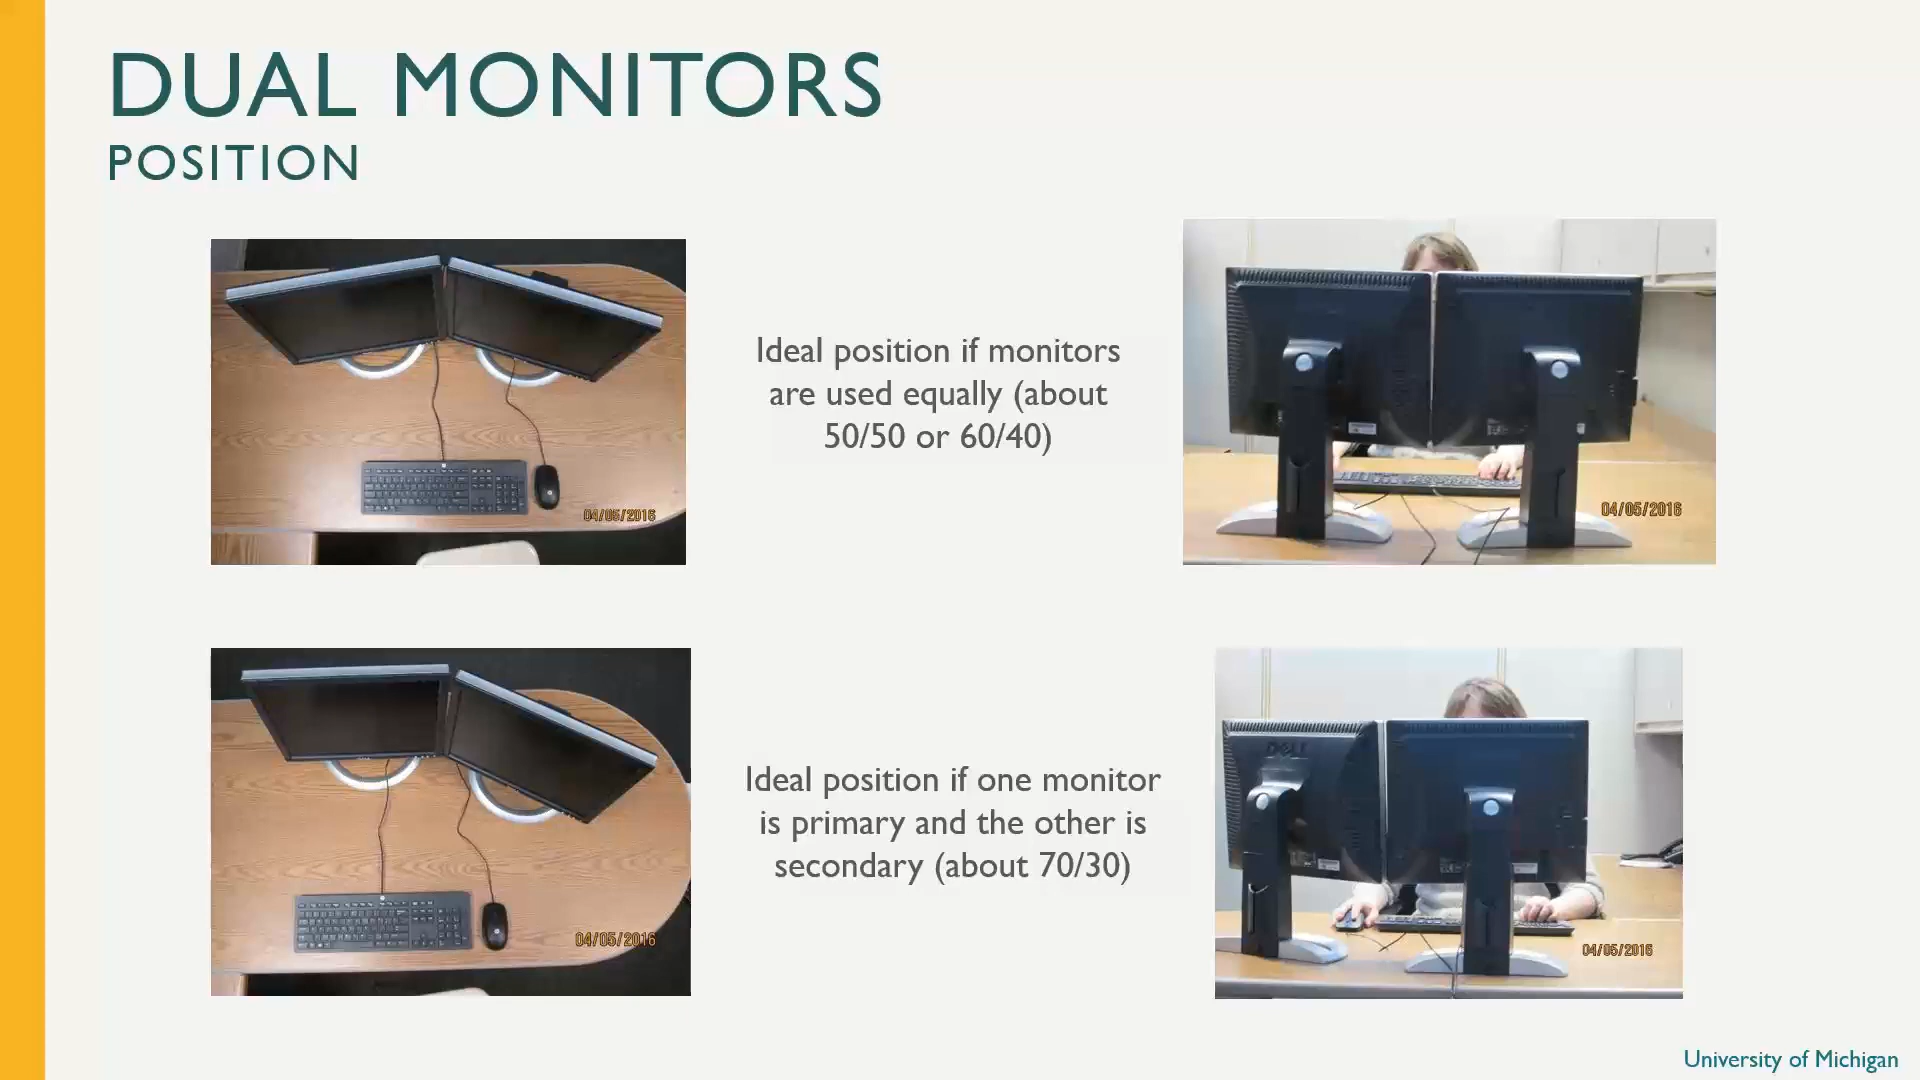 DUAL MONITORS
POSITION
Ideal position if monitors
are used equally (about
50/50 or 60/40)
04/05/2016
04/05/2016
DELL
Ideal position if one monitor
is primary and the other is
secondary (about 70/30)
04/05/2016
04/05/2016
University of Michigan